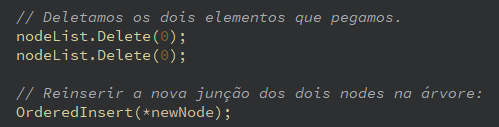 // Deletamos os dois elementos que pegamos.
nodeList.Delete(0);
nodeList.Delete(0);
// Reinserir a nova junção dos dois nodes na árvore:
OrderedInsert(*newNode);